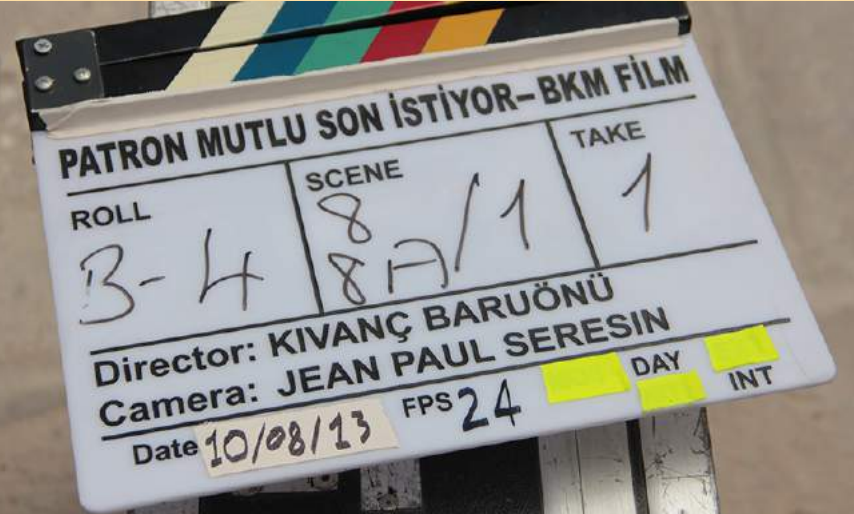 PATRON MUTLU SON İSTİYOR–BKM FİLM
ROLL SCENE TAKE
B-4 8 8A/1 1
Director: KIVANÇ BARUÖNÜ
Camera: JEAN PAUL SERESIN
Date 10/08/13 FPS 24 DAY INT